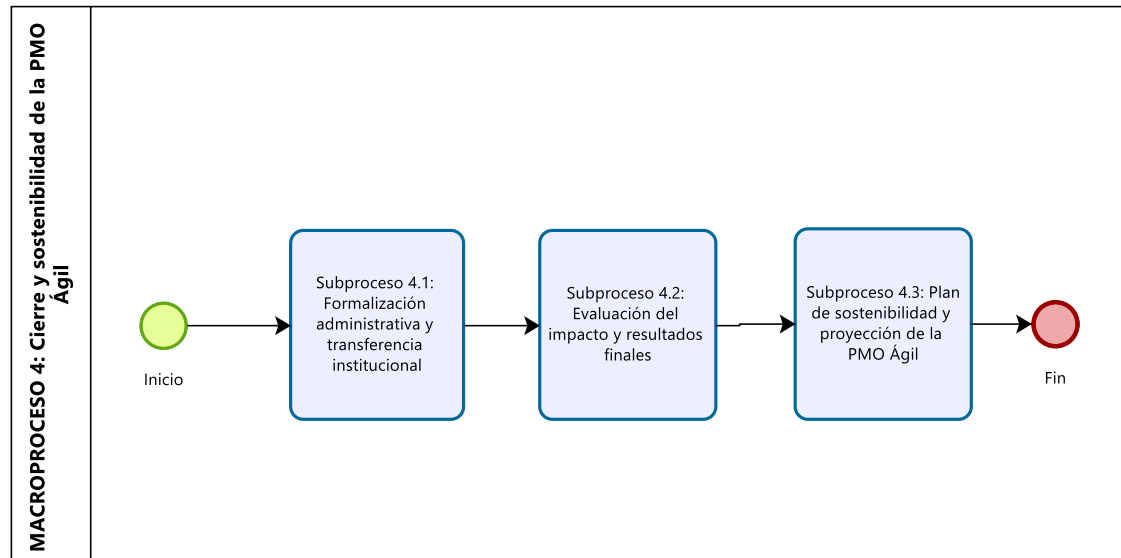 MACROPROCESO 4: Cierre y sostenibilidad de la PMO
Ágil
Inicio
Subproceso 4.1:
Formalización
administrativa y
transferencia
institucional
Subproceso 4.2:
Evaluación del
impacto y resultados
finales
Subproceso 4.3: Plan
de sostenibilidad y
proyección de la
PMO Ágil
Fin